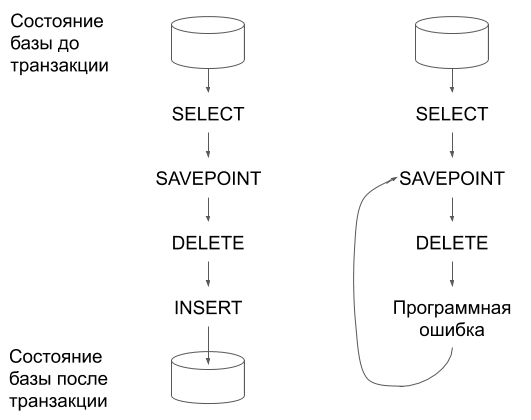 Состояние
базы до
транзакции
SELECT
SAVEPOINT
DELETE
INSERT
Состояние
базы после
транзакции
SELECT
SAVEPOINT
DELETE
Программная
ошибка